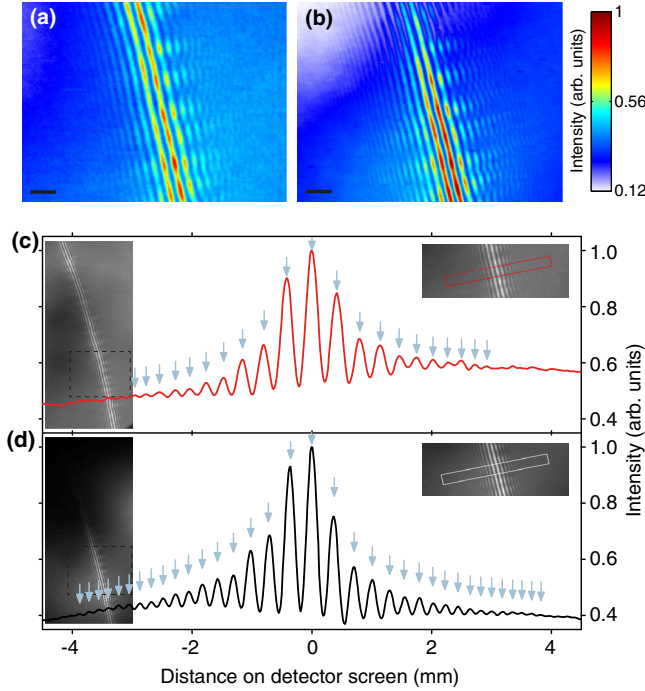 (a)
(b)
1
0.56
0.12
Intensity (arb. units)
(c)
1.0
0.8
0.6
0.4
Intensity (arb. units)
(d)
1.0
0.8
0.6
0.4
-4
-2
0
2
4
Distance on detector screen (mm)